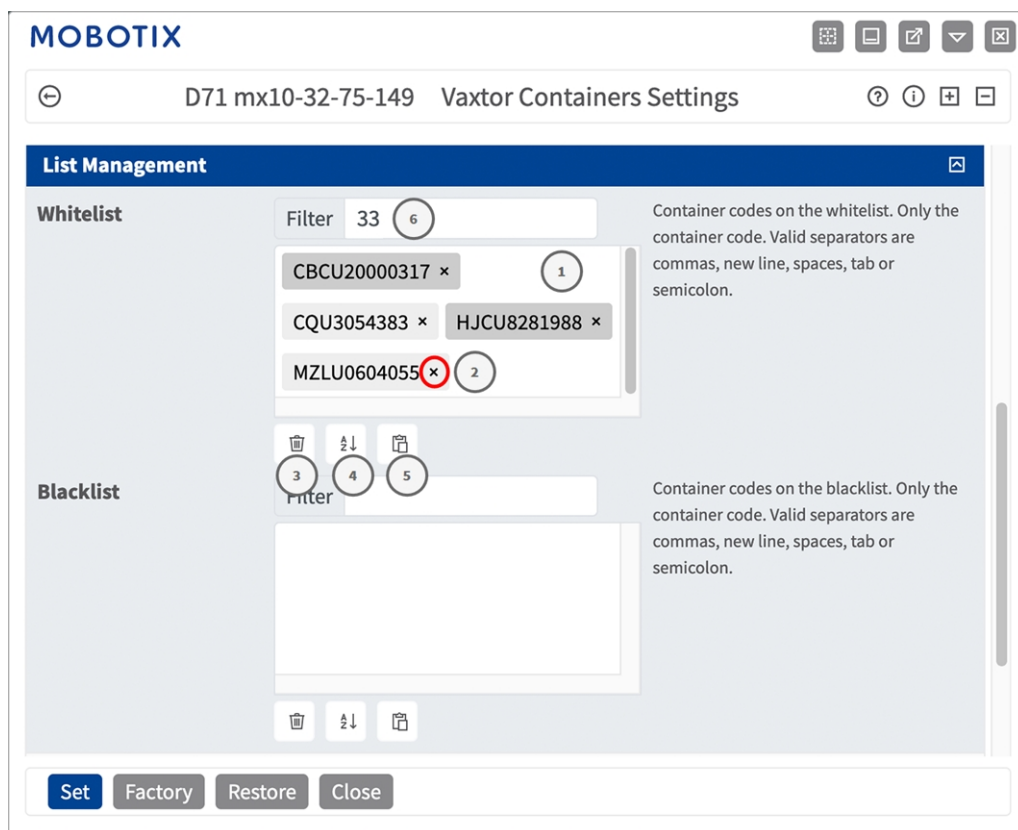 MOBOTIX
D71 mx10-32-75-149 Vaxtor Containers Settings
List Management
Whitelist
Filter 33 6
CBCU20000317 × 1
CQU3054383 × HJCU8281988 ×
MZLU0604055 × 2
Container codes on the whitelist. Only the
container code. Valid separators are
commas, new line, spaces, tab or
semicolon.
3 4 5
Blacklist
Filter
Container codes on the blacklist. Only the
container code. Valid separators are
commas, new line, spaces, tab or
semicolon.
Set Factory Restore Close